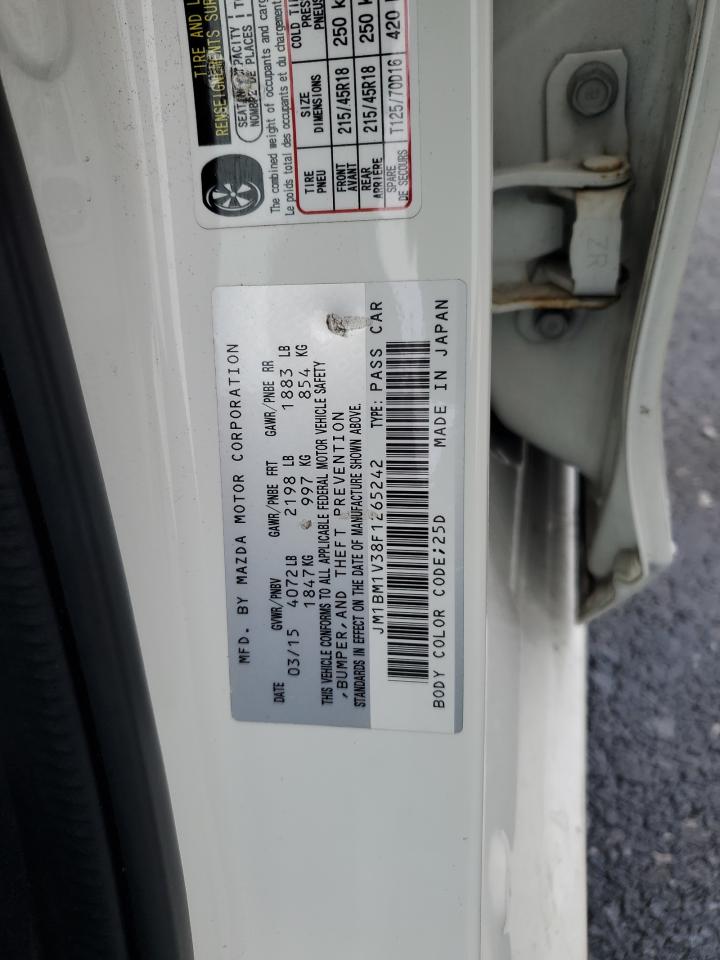 TIRE AND L
RENSEIGNEMENTS SUR
PACITY
NOMBRE DE PLACES
The combined weight of occupants and carg
Le poids total des occupants et du chargement
TIRE
PNEU
SIZE
DIMENSIONS
COLD TI
PRES
PNEUS
FRONT
AVANT
215/45R18
250 k
REAR
ARRIÈRE
215/45R18
250
SPARE
DE SECOURS
T125/70D16
420
MFD. BY MAZDA MOTOR CORPORATION
DATE GVWR/PNBV GAWR/PNBE FRT GAWR/PNBE RR
03/15 4072LB 2198 LB 1883 LB
1847KG 997 KG 854 KG
THIS VEHICLE CONFORMS TO ALL APPLICABLE FEDERAL MOTOR VEHICLE SAFETY
,BUMPER,AND THEFT PREVENTION
STANDARDS IN EFFECT ON THE DATE OF MANUFACTURE SHOWN ABOVE.
JM1BM1V38F1265242 TYPE: PASS CAR
BODY COLOR CODE;25D MADE IN JAPAN
ZR